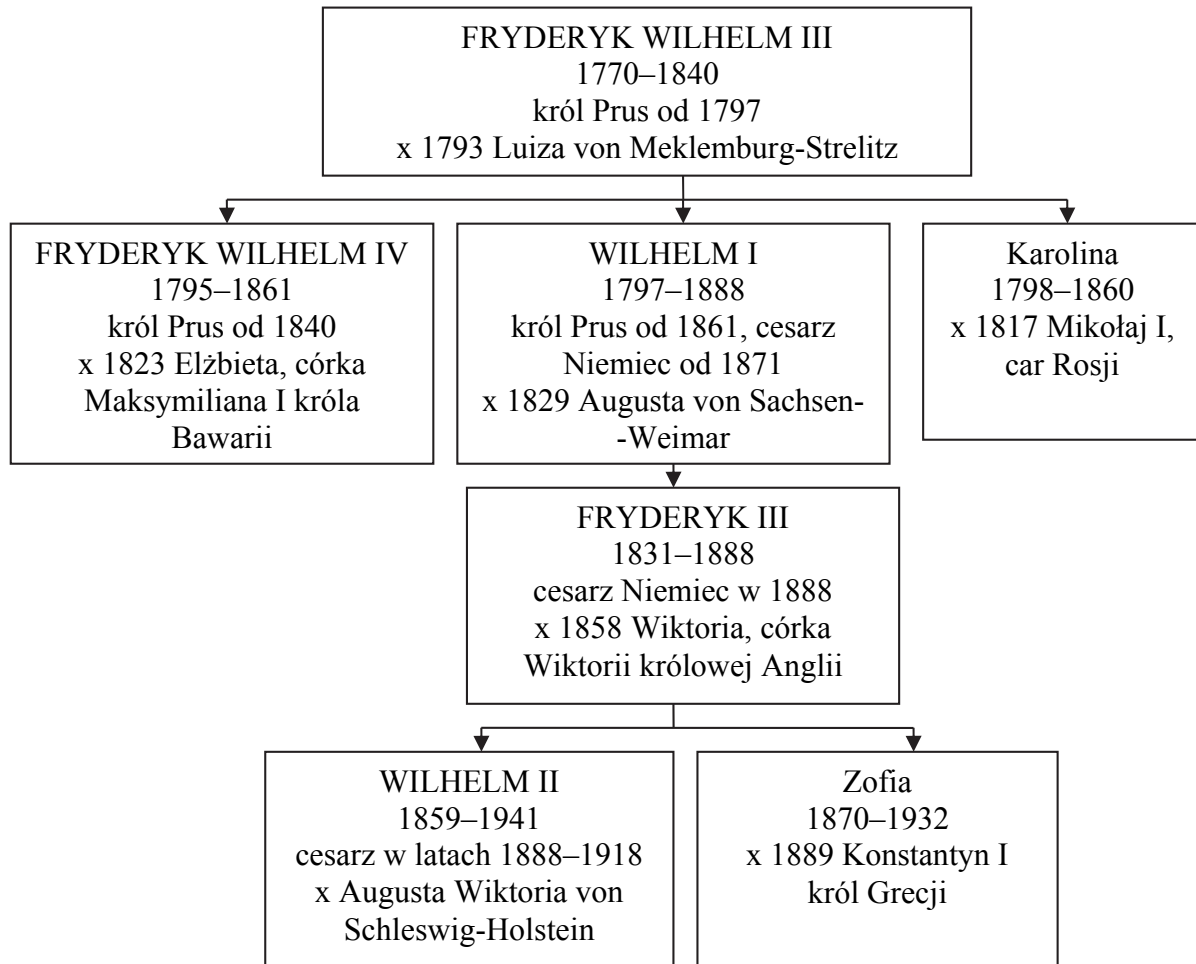 FRYDERYK WILHELM III
1770–1840
król Prus od 1797
x 1793 Luiza von Meklemburg-Strelitz
FRYDERYK WILHELM IV
1795–1861
król Prus od 1840
x 1823 Elżbieta, córka
Maksymiliana I króla
Bawarii
WILHELM I
1797–1888
król Prus od 1861, cesarz
Niemiec od 1871
x 1829 Augusta von Sachsen-
-Weimar
Karolina
1798–1860
x 1817 Mikołaj I,
car Rosji
FRYDERYK III
1831–1888
cesarz Niemiec w 1888
x 1858 Wiktoria, córka
Wiktorii królowej Anglii
WILHELM II
1859–1941
cesarz w latach 1888–1918
x Augusta Wiktoria von
Schleswig-Holstein
Zofia
1870–1932
x 1889 Konstantyn I
król Grecji